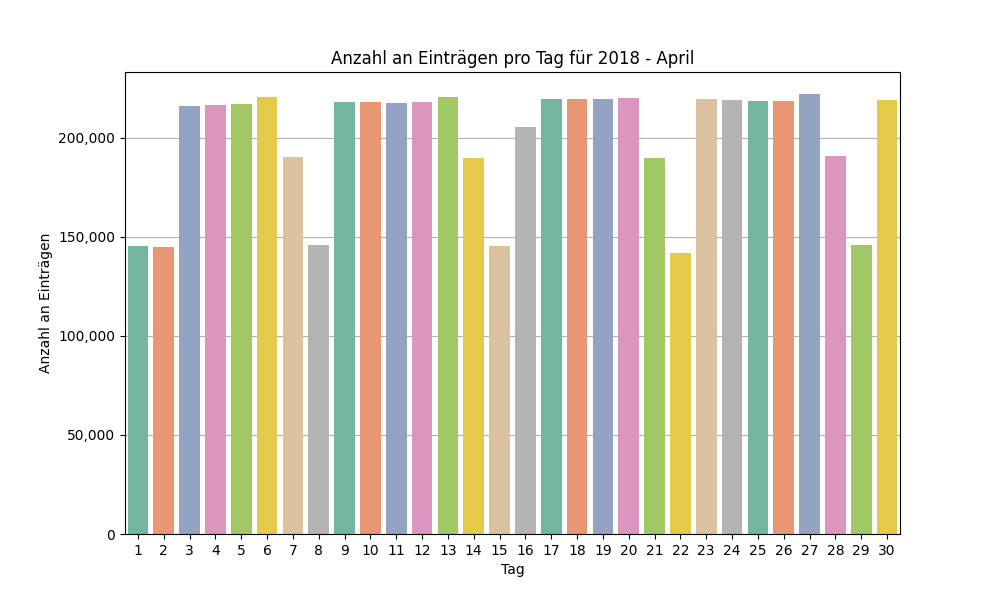 Anzahl an Einträgen pro Tag für 2018 - April
Anzahl an Einträgen
200,000
150,000
100,000
50,000
0
1 2 3 4 5 6 7 8 9 10 11 12 13 14 15 16 17 18 19 20 21 22 23 24 25 26 27 28 29 30
Tag